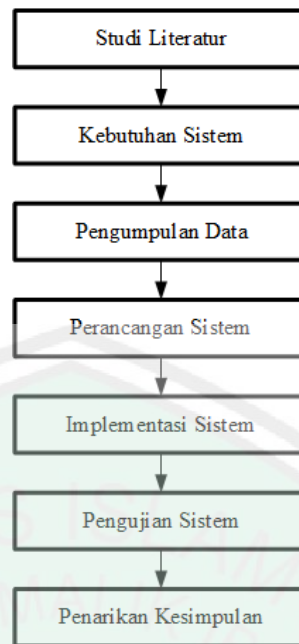 Studi Literatur
Kebutuhan Sistem
Pengumpulan Data
Perancangan Sistem
Implementasi Sistem
Pengujian Sistem
Penarikan Kesimpulan